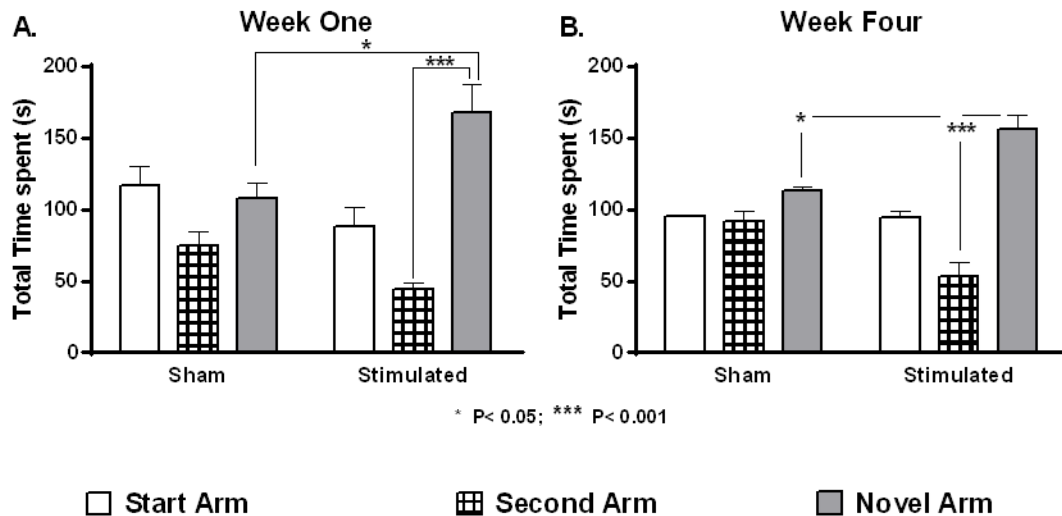 A.
Week One
B.
Week Four
Total Time spent (s)
200
150
100
50
0
*
***
Sham
Stimulated
Total Time spent (s)
200
150
100
50
0
*
***
Sham
Stimulated
* P< 0.05; *** P< 0.001
Start Arm
Second Arm
Novel Arm